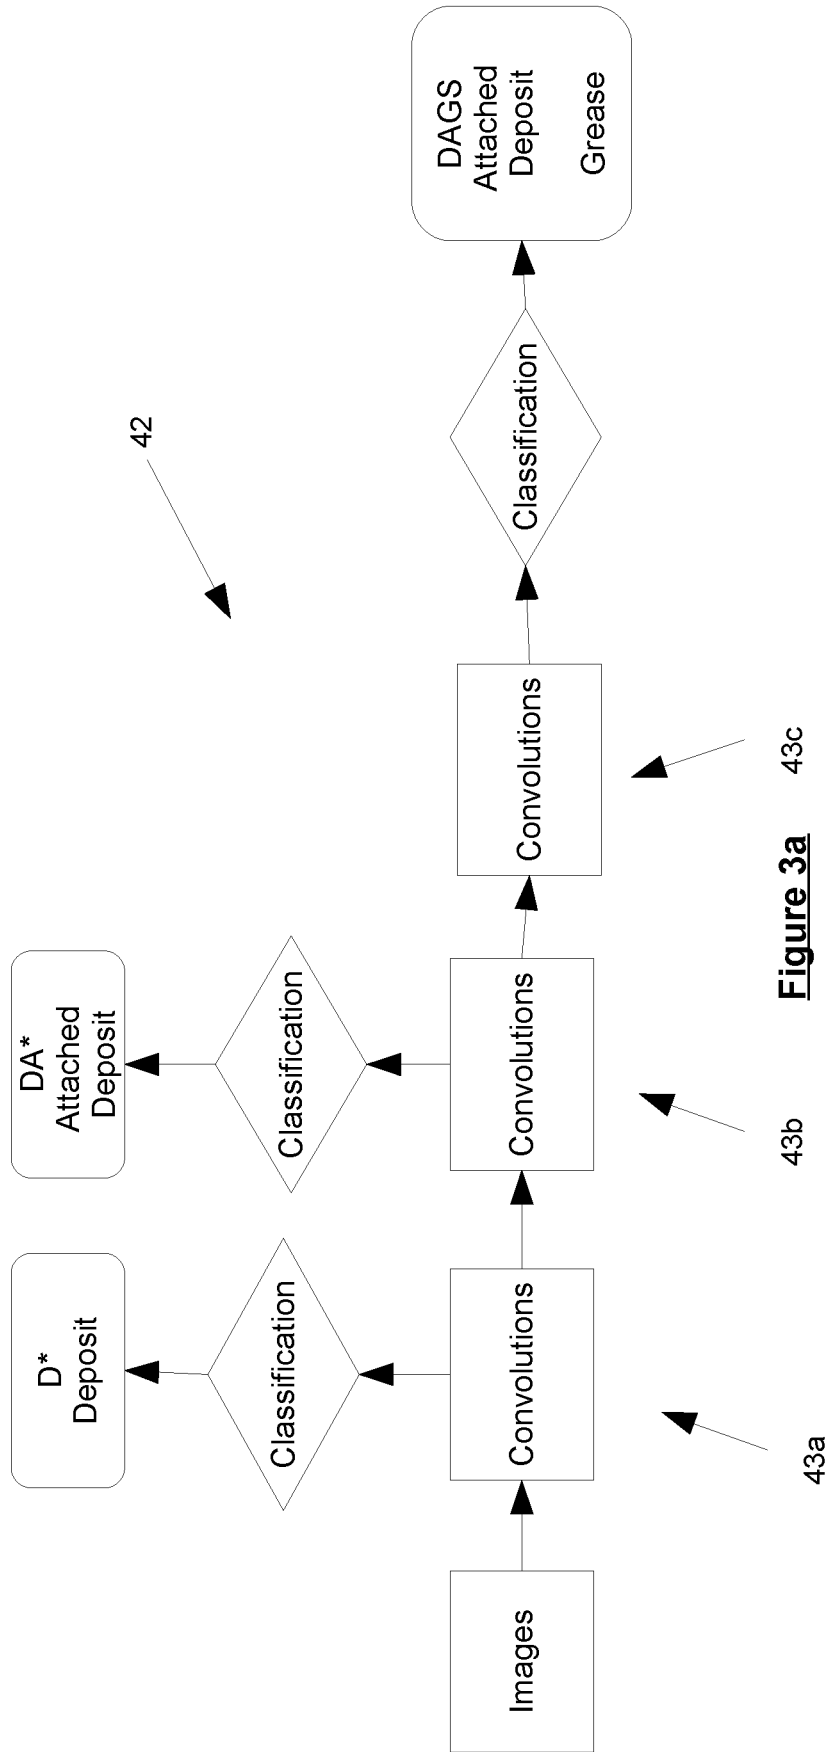 42
D*
Deposit
DA*
Attached
Deposit
Classification
Classification
Images
Convolutions
Convolutions
Convolutions
Classification
DAGS
Attached
Deposit
Grease
43a
43b
43c
Figure 3a